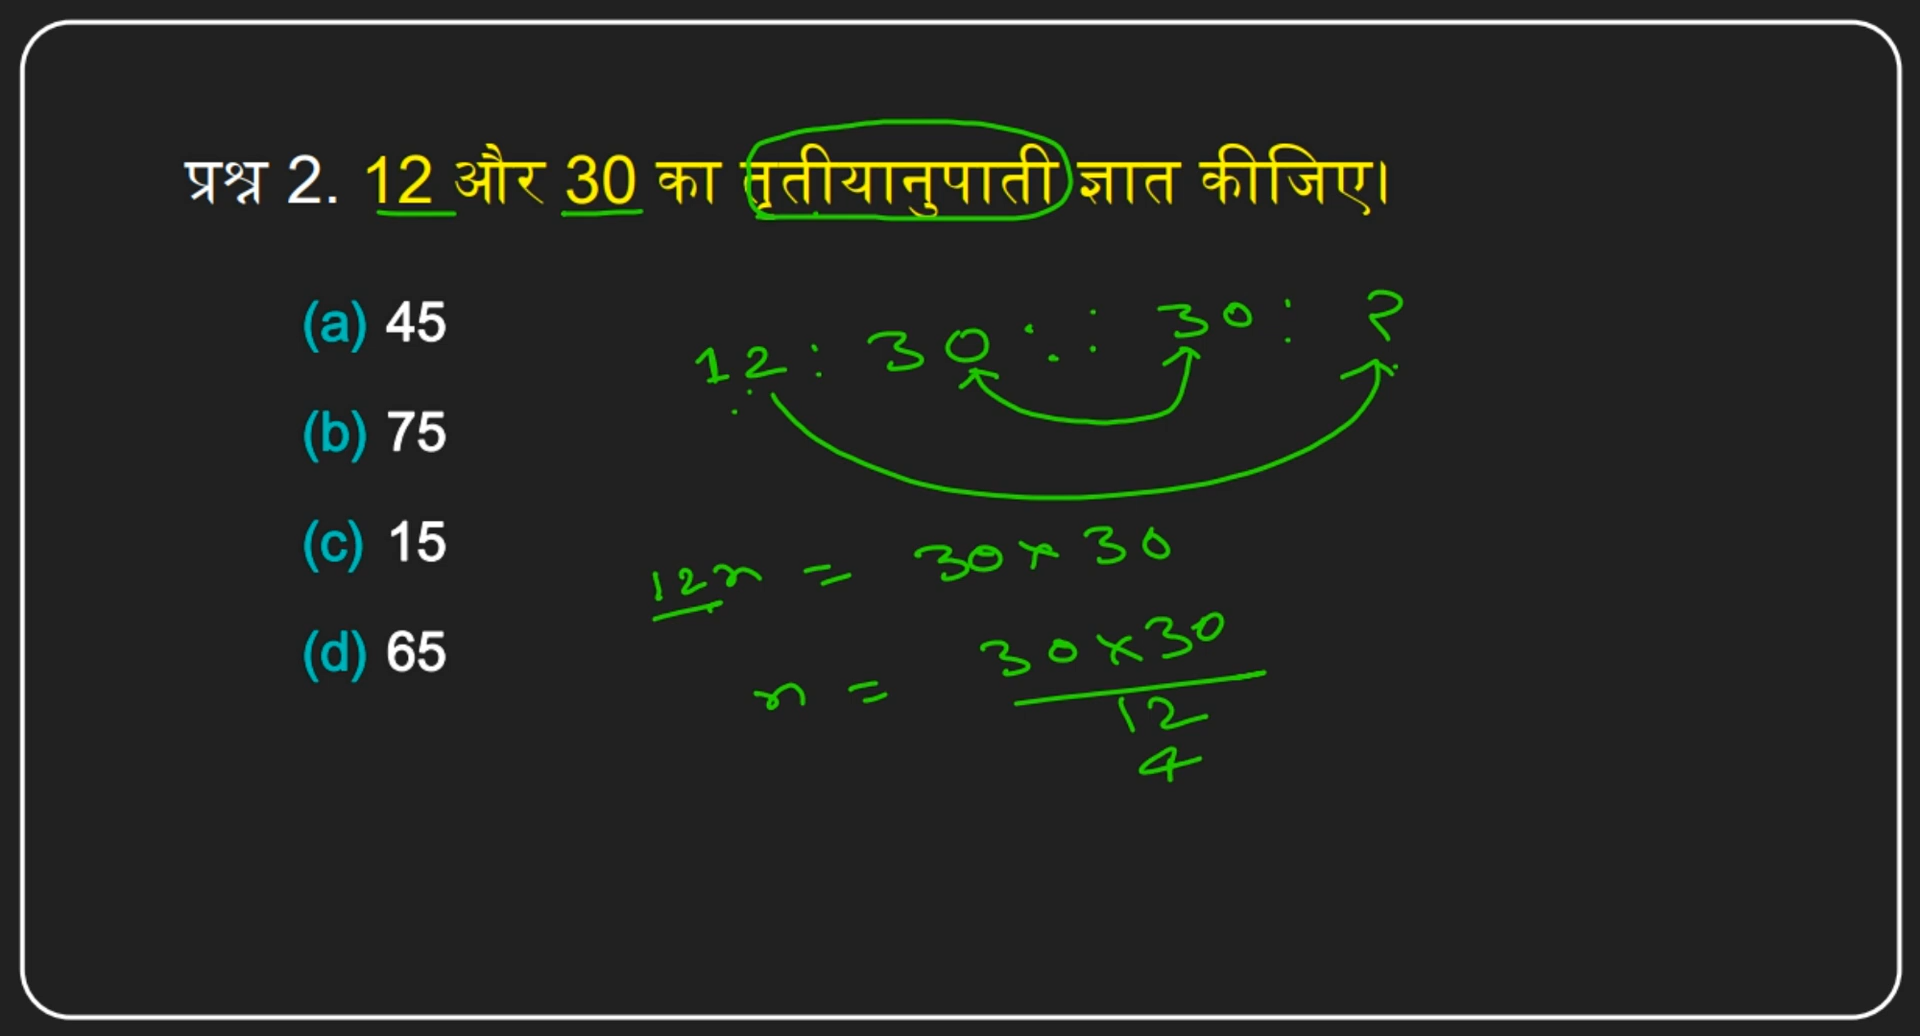 प्रश्न 2. 12 और 30 का तृतीयानुपाती ज्ञात कीजिए।
(a) 45
12 : 30 :: 30 : ?
(b) 75
(c) 15
12x = 30 × 30
(d) 65
x = 30×30
12
4